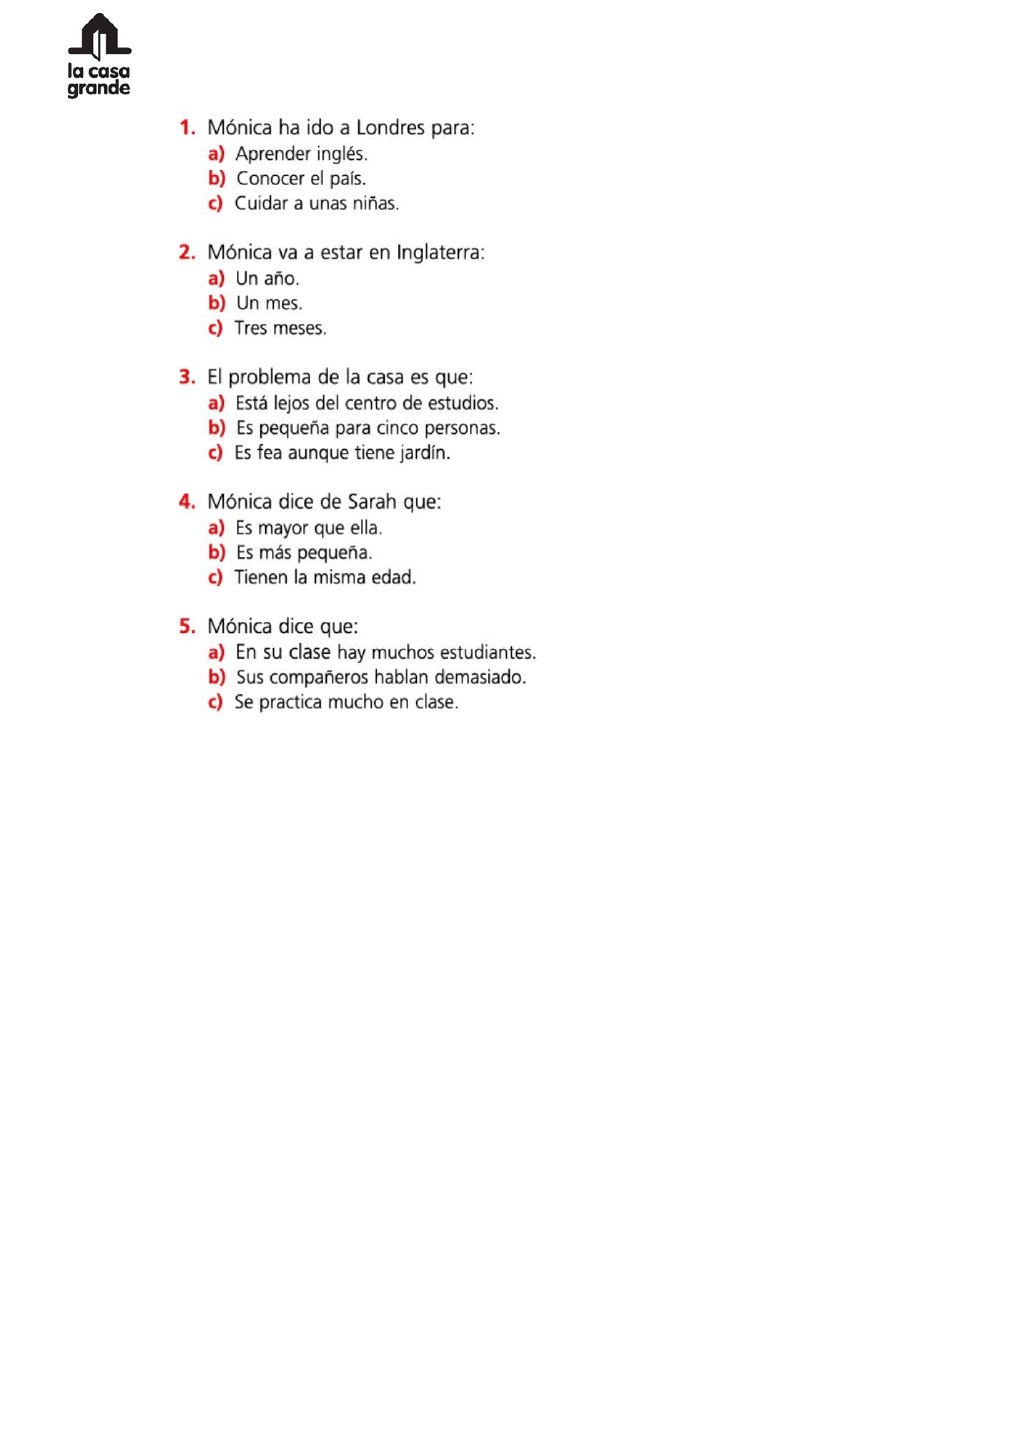 la casa
grande
1. Mónica ha ido a Londres para:
a) Aprender inglés.
b) Conocer el país.
c) Cuidar a unas niñas.
2. Mónica va a estar en Inglaterra:
a) Un año.
b) Un mes.
c) Tres meses.
3. El problema de la casa es que:
a) Está lejos del centro de estudios.
b) Es pequeña para cinco personas.
c) Es fea aunque tiene jardín.
4. Mónica dice de Sarah que:
a) Es mayor que ella.
b) Es más pequeña.
c) Tienen la misma edad.
5. Mónica dice que:
a) En su clase hay muchos estudiantes.
b) Sus compañeros hablan demasiado.
c) Se practica mucho en clase.